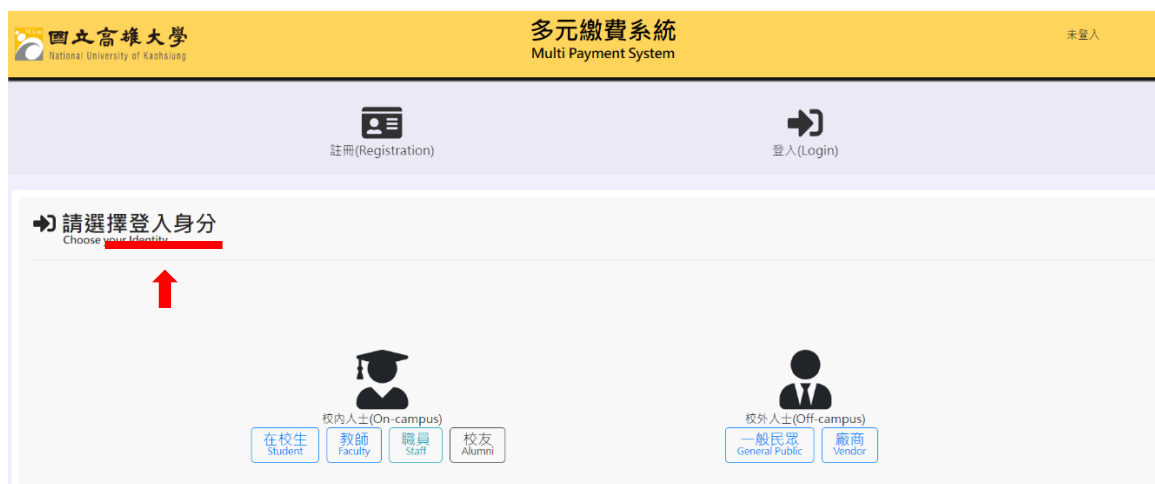 國立高雄大學
National University of Kaohsiung
多元繳費系統
Multi Payment System
未登入
註冊(Registration)
登入(Login)
請選擇登入身分
Choose your Identity
校內人士(On-campus)
在校生
Student
教師
Faculty
職員
Staff
校友
Alumni
校外人士(Off-campus)
一般民眾
General Public
廠商
Vendor